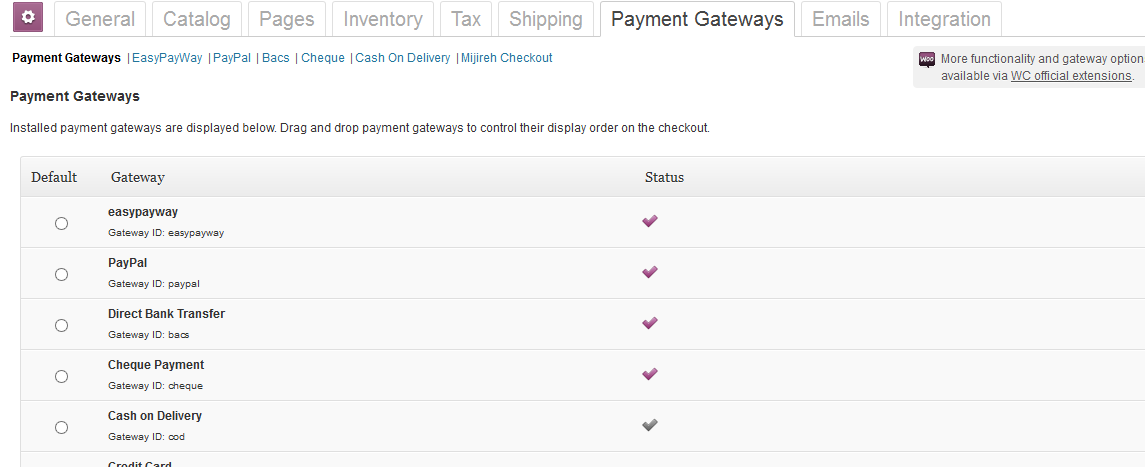 General Catalog Pages Inventory Tax Shipping Payment Gateways Emails Integration
Payment Gateways | EasyPayWay | PayPal | Bacs | Cheque | Cash On Delivery | Mijireh Checkout
WOO
More functionality and gateway option
available via WC official extensions.
Payment Gateways
Installed payment gateways are displayed below. Drag and drop payment gateways to control their display order on the checkout.
Default Gateway Status
easypayway
Gateway ID: easypayway
PayPal
Gateway ID: paypal
Direct Bank Transfer
Gateway ID: bacs
Cheque Payment
Gateway ID: cheque
Cash on Delivery
Gateway ID: cod
Credit Card